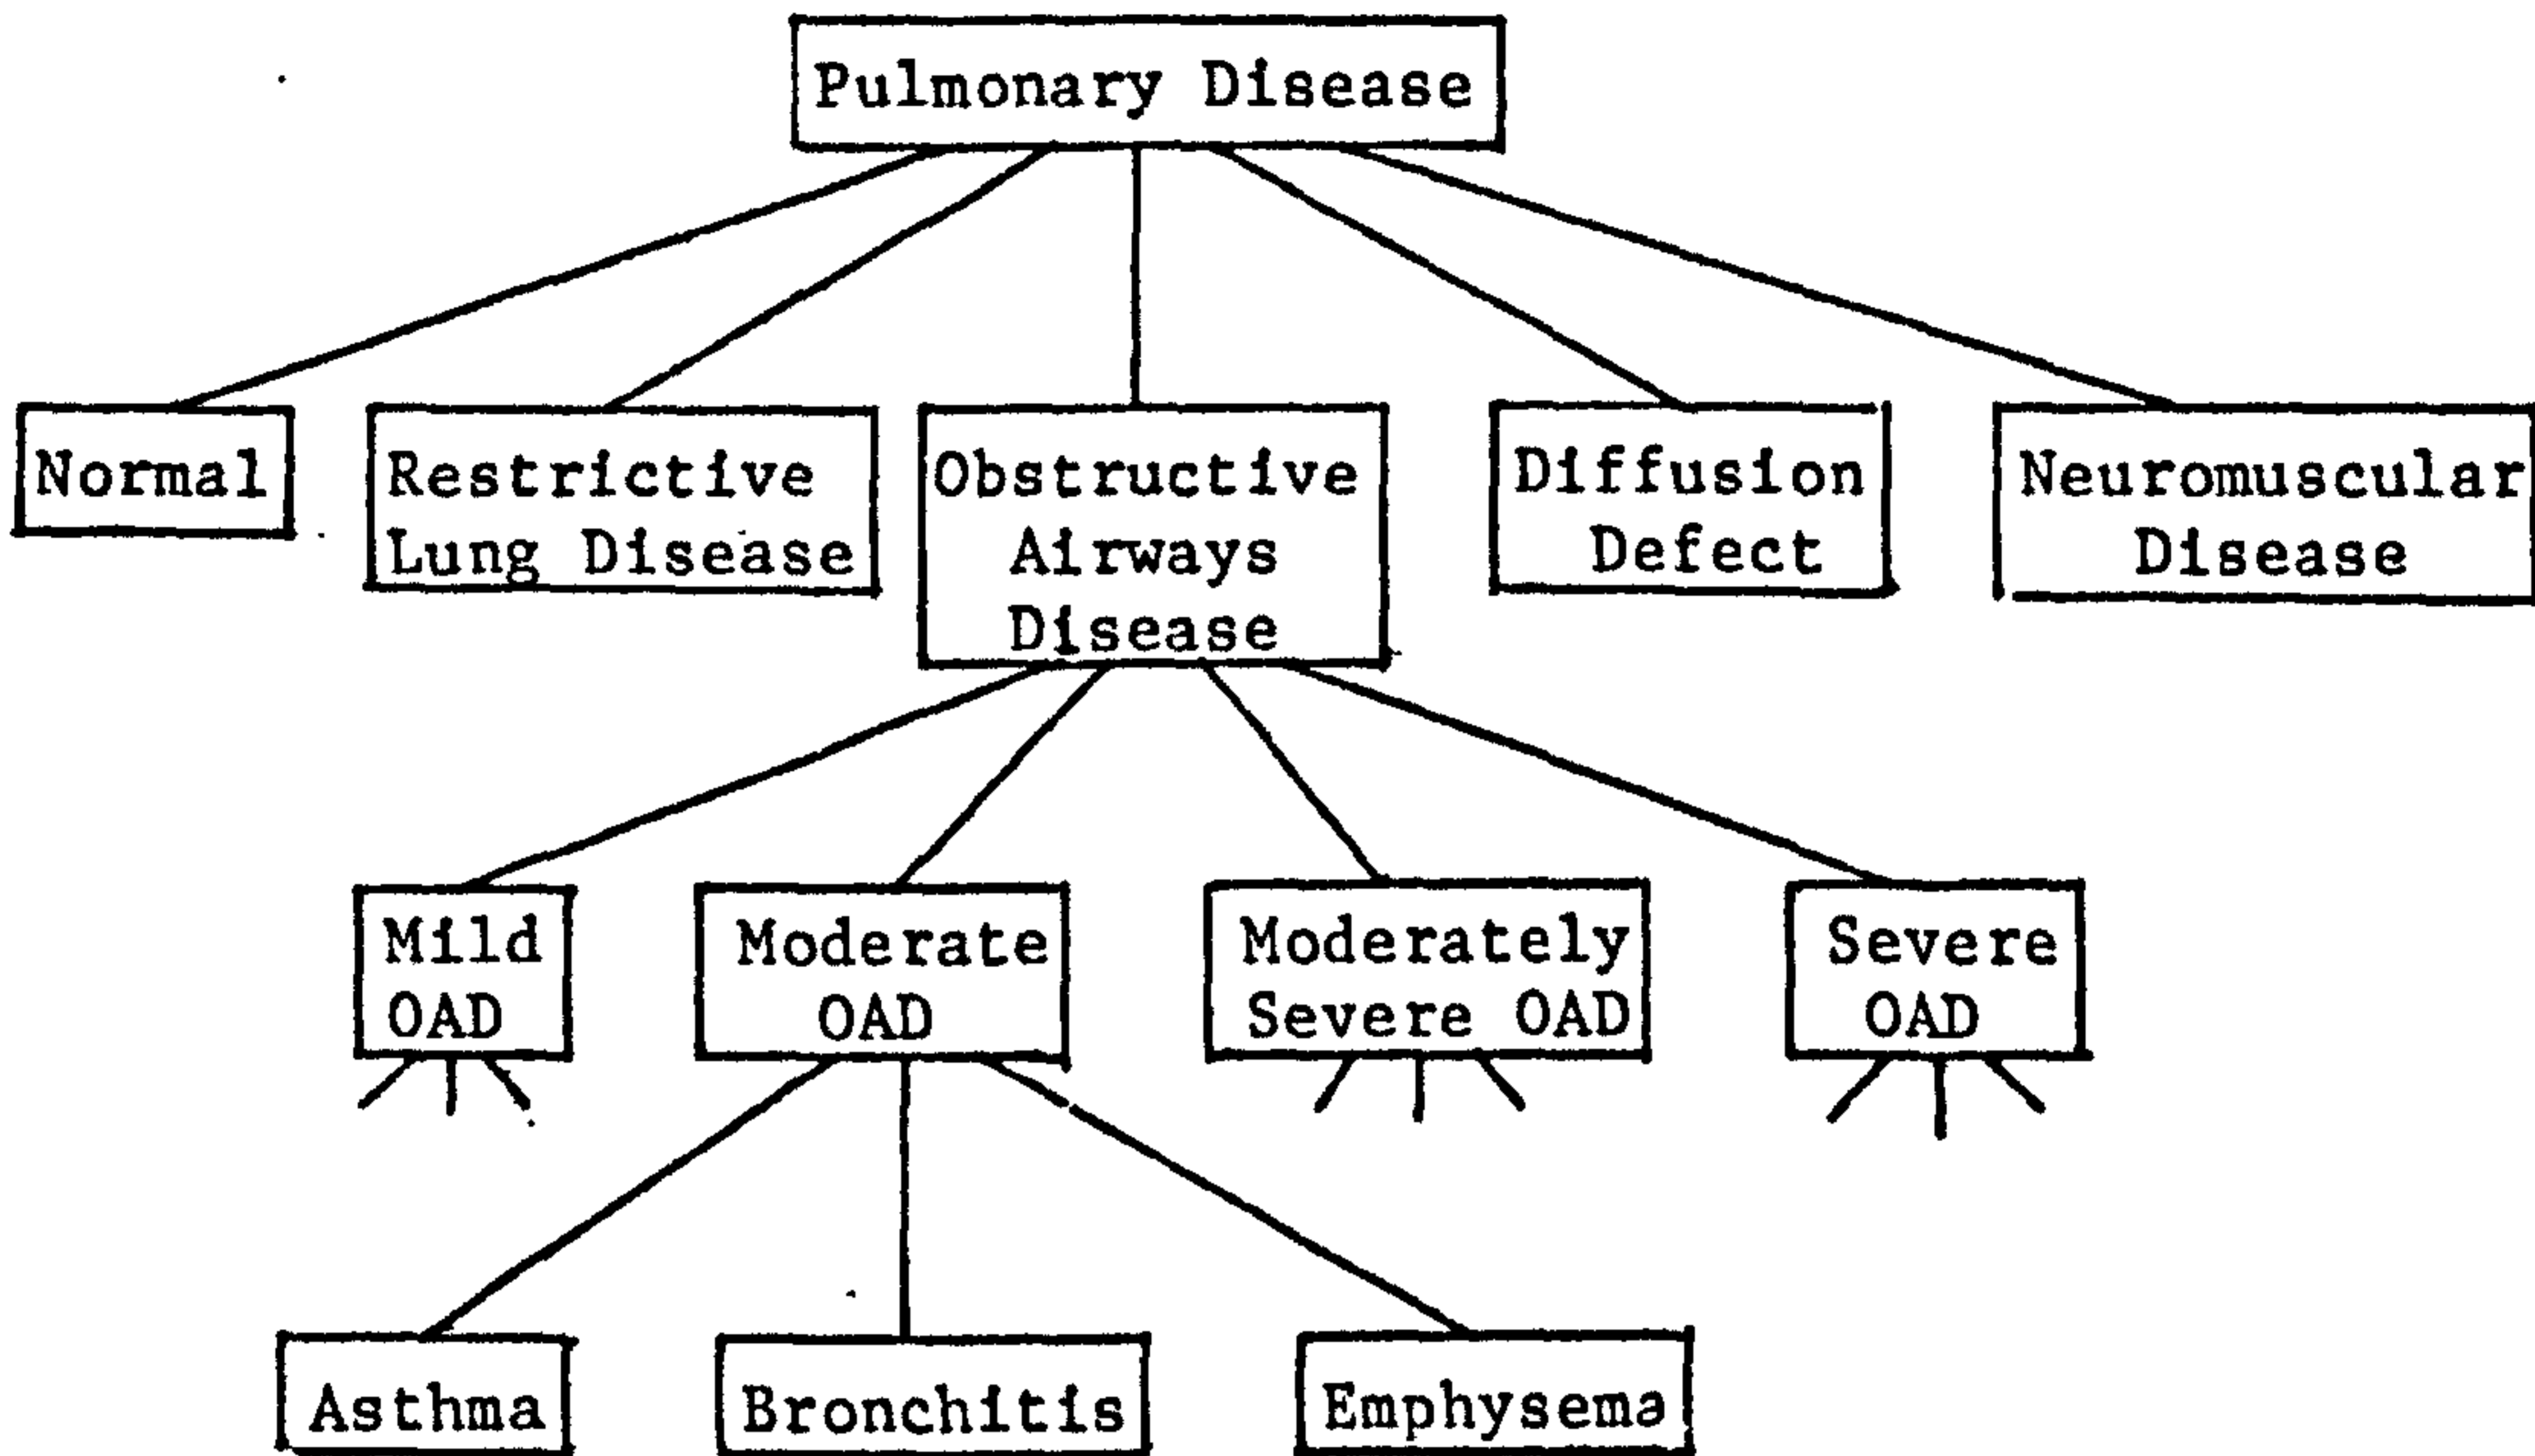 Pulmonary Disease
Normal
Restrictive
Lung Disease
Obstructive
Airways
Disease
Diffusion
Defect
Neuromuscular
Disease
Mild
OAD
Moderate
OAD
Moderately
Severe OAD
Severe
OAD
Asthma
Bronchitis
Emphysema